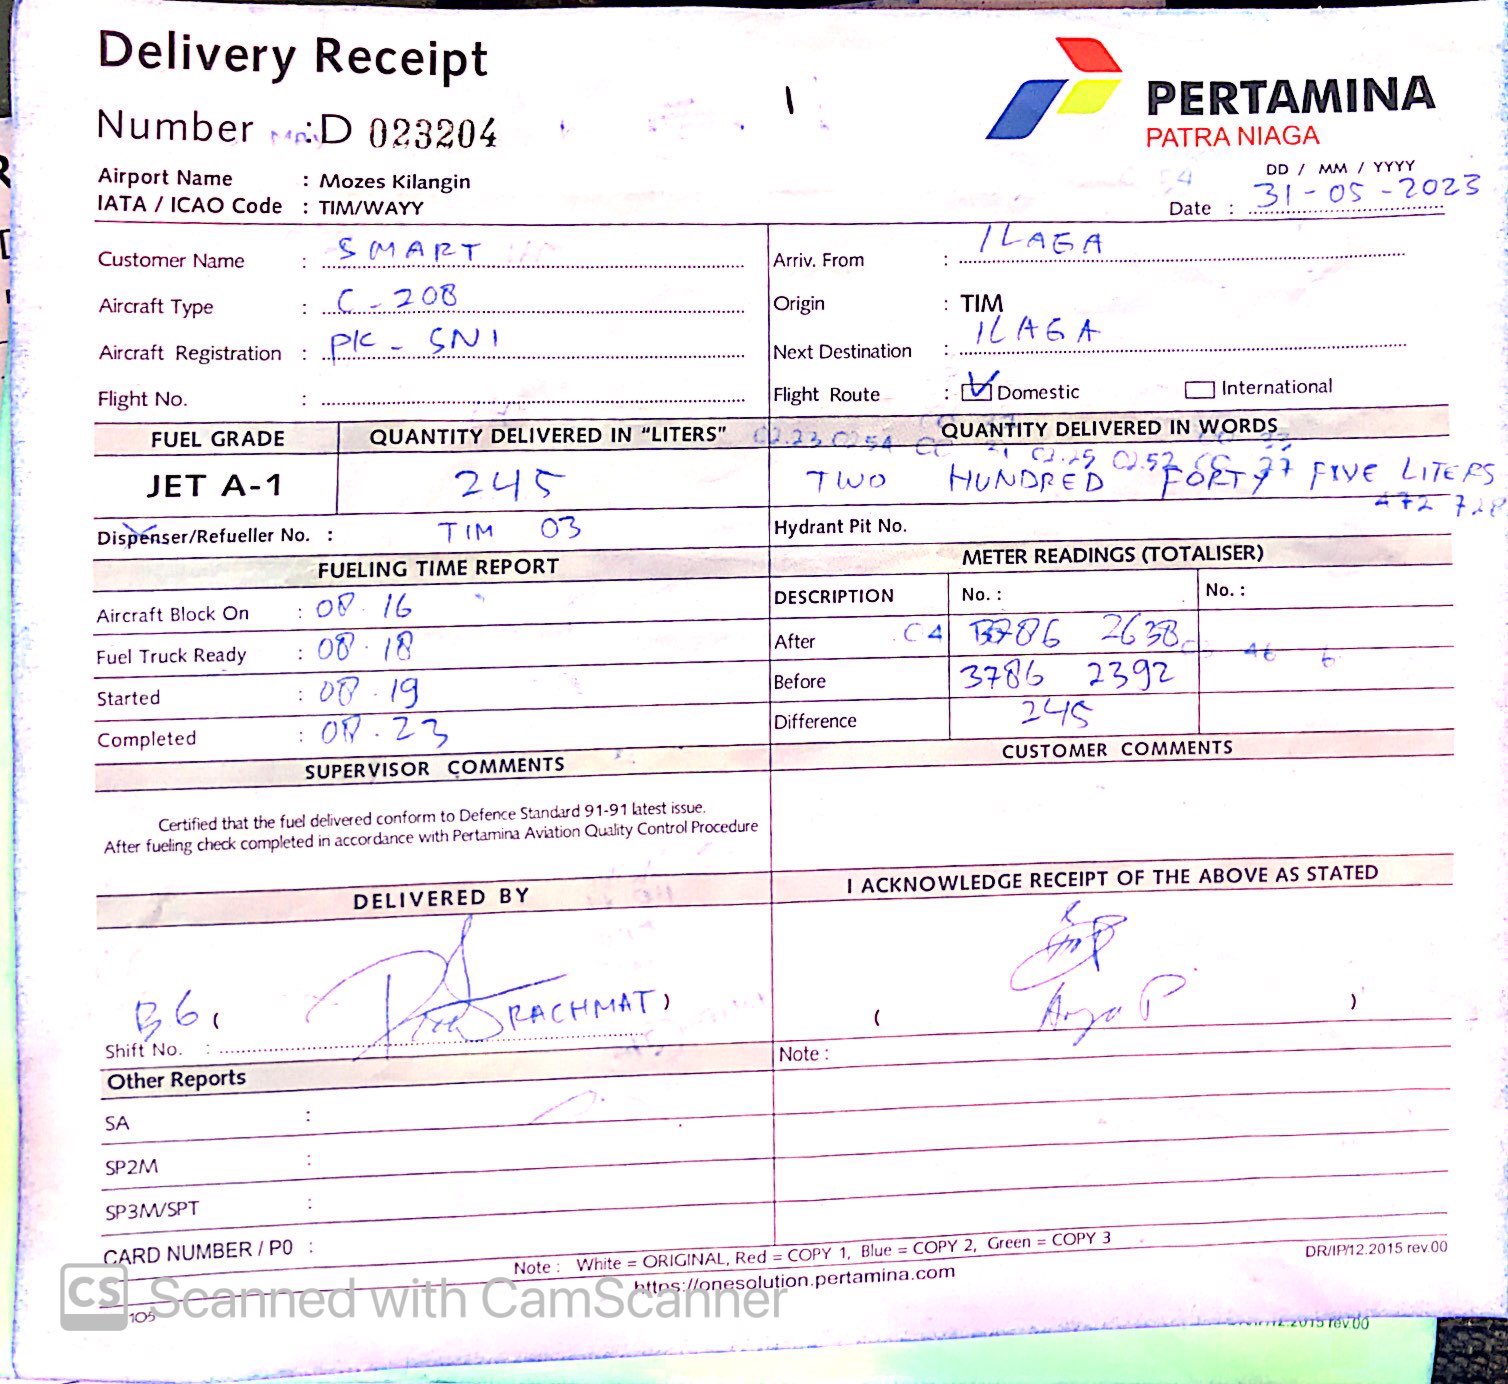 Delivery Receipt
Number : D 023204
PERTAMINA
PATRA NIAGA
Airport Name : Mozes Kilangin
IATA / ICAO Code : TIM/WAYY
DD / MM / YYYY
Date : 31-05-2023
Customer Name : SMART
Aircraft Type : C-208
Aircraft Registration : PK-SNI
Flight No. :
Arriv. From : ILAGA
Origin : TIM
Next Destination : ILAGA
Flight Route : Domestic International
FUEL GRADE QUANTITY DELIVERED IN “LITERS” QUANTITY DELIVERED IN WORDS
JET A-1 245 TWO HUNDRED FORTY FIVE LITERS
Dispenser/Refueller No. : TIM 03
Hydrant Pit No.
FUELING TIME REPORT
Aircraft Block On : 08.16
Fuel Truck Ready : 08.18
Started : 08.19
Completed : 08.23
METER READINGS (TOTALISER)
DESCRIPTION No. : No. :
After 3786 2638
Before 3786 2392
Difference 245
SUPERVISOR COMMENTS
CUSTOMER COMMENTS
Certified that the fuel delivered conform to Defence Standard 91-91 latest issue.
After fueling check completed in accordance with Pertamina Aviation Quality Control Procedure
DELIVERED BY
I ACKNOWLEDGE RECEIPT OF THE ABOVE AS STATED
B6 ( RACHMAT )
( Arya P )
Shift No. :
Note :
Other Reports
SA :
SP2M :
SP3M/SPT :
CARD NUMBER / P0 :
Note : White = ORIGINAL, Red = COPY 1, Blue = COPY 2, Green = COPY 3
DR/IP/12.2015 rev.00
https://onesolution.pertamina.com
CS Scanned with CamScanner
105